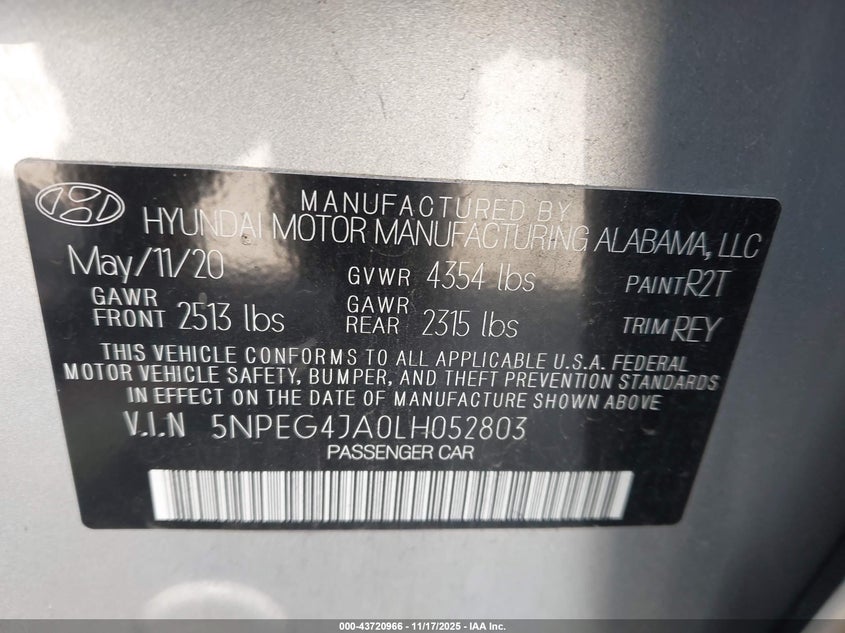 MANUFACTURED BY
HYUNDAI MOTOR MANUFACTURING ALABAMA, LLC
May/11/20 GVWR 4354 lbs PAINT R2T
GAWR FRONT 2513 lbs GAWR REAR 2315 lbs TRIM REY
THIS VEHICLE CONFORMS TO ALL APPLICABLE U.S.A. FEDERAL
MOTOR VEHICLE SAFETY, BUMPER, AND THEFT PREVENTION STANDARDS
IN EFFECT ON THE DATE OF MANUFACTURE SHOWN ABOVE
V.I.N 5NPEG4JA0LH052803
PASSENGER CAR
000-43720966 - 11/17/2025 - IAA Inc.